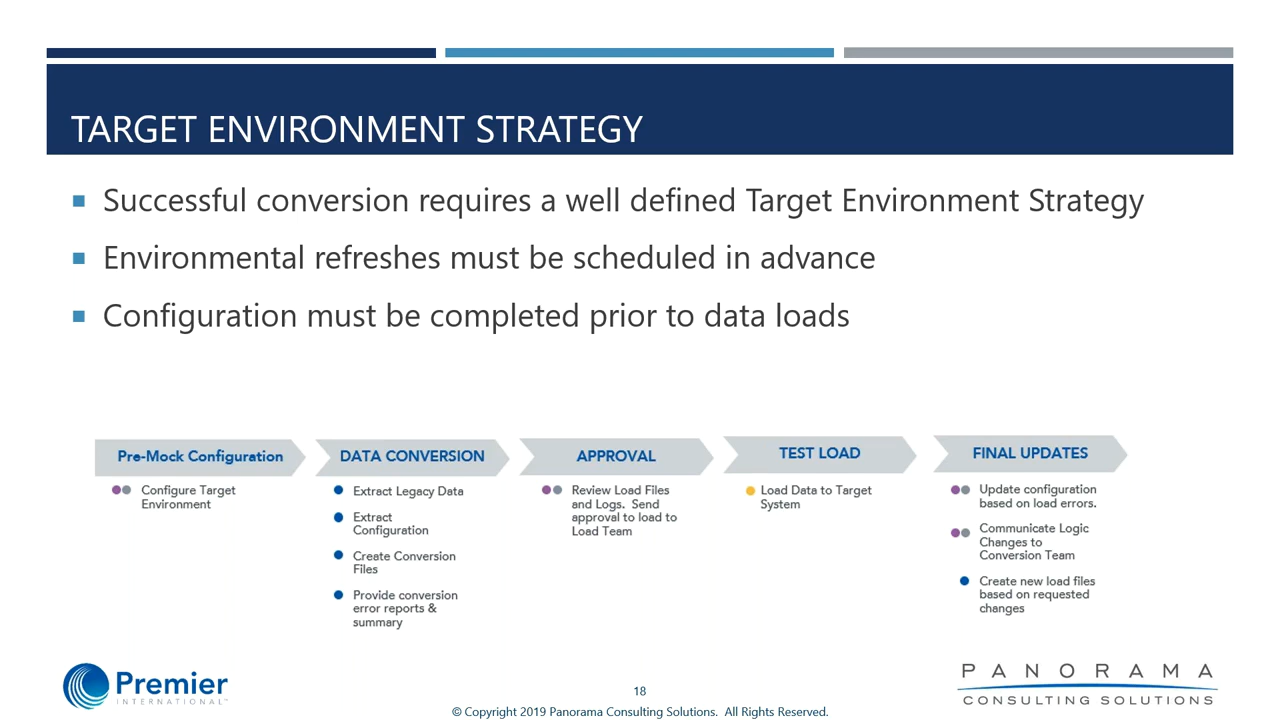 TARGET ENVIRONMENT STRATEGY
Successful conversion requires a well defined Target Environment Strategy
Environmental refreshes must be scheduled in advance
Configuration must be completed prior to data loads
Pre-Mock Configuration
Configure Target
Environment
DATA CONVERSION
Extract Legacy Data
Extract
Configuration
Create Conversion
Files
Provide conversion
error reports &
summary
APPROVAL
Review Load Files
and Logs. Send
approval to load to
Load Team
TEST LOAD
Load Data to Target
System
FINAL UPDATES
Update configuration
based on load errors.
Communicate Logic
Changes to
Conversion Team
Create new load files
based on requested
changes
Premier
INTERNATIONAL™
18
© Copyright 2019 Panorama Consulting Solutions. All Rights Reserved.
PANORAMA
CONSULTING SOLUTIONS